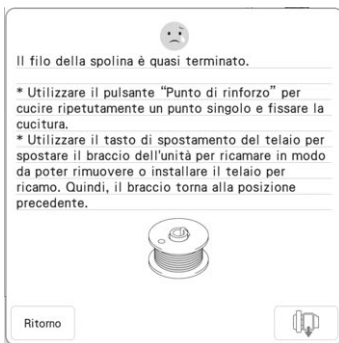 Il filo della spolina è quasi terminato.
* Utilizzare il pulsante “Punto di rinforzo” per
cucire ripetutamente un punto singolo e fissare la
cucitura.
* Utilizzare il tasto di spostamento del telaio per
spostare il braccio dell'unità per ricamare in modo
da poter rimuovere o installare il telaio per
ricamo. Quindi, il braccio torna alla posizione
precedente.
Ritorno